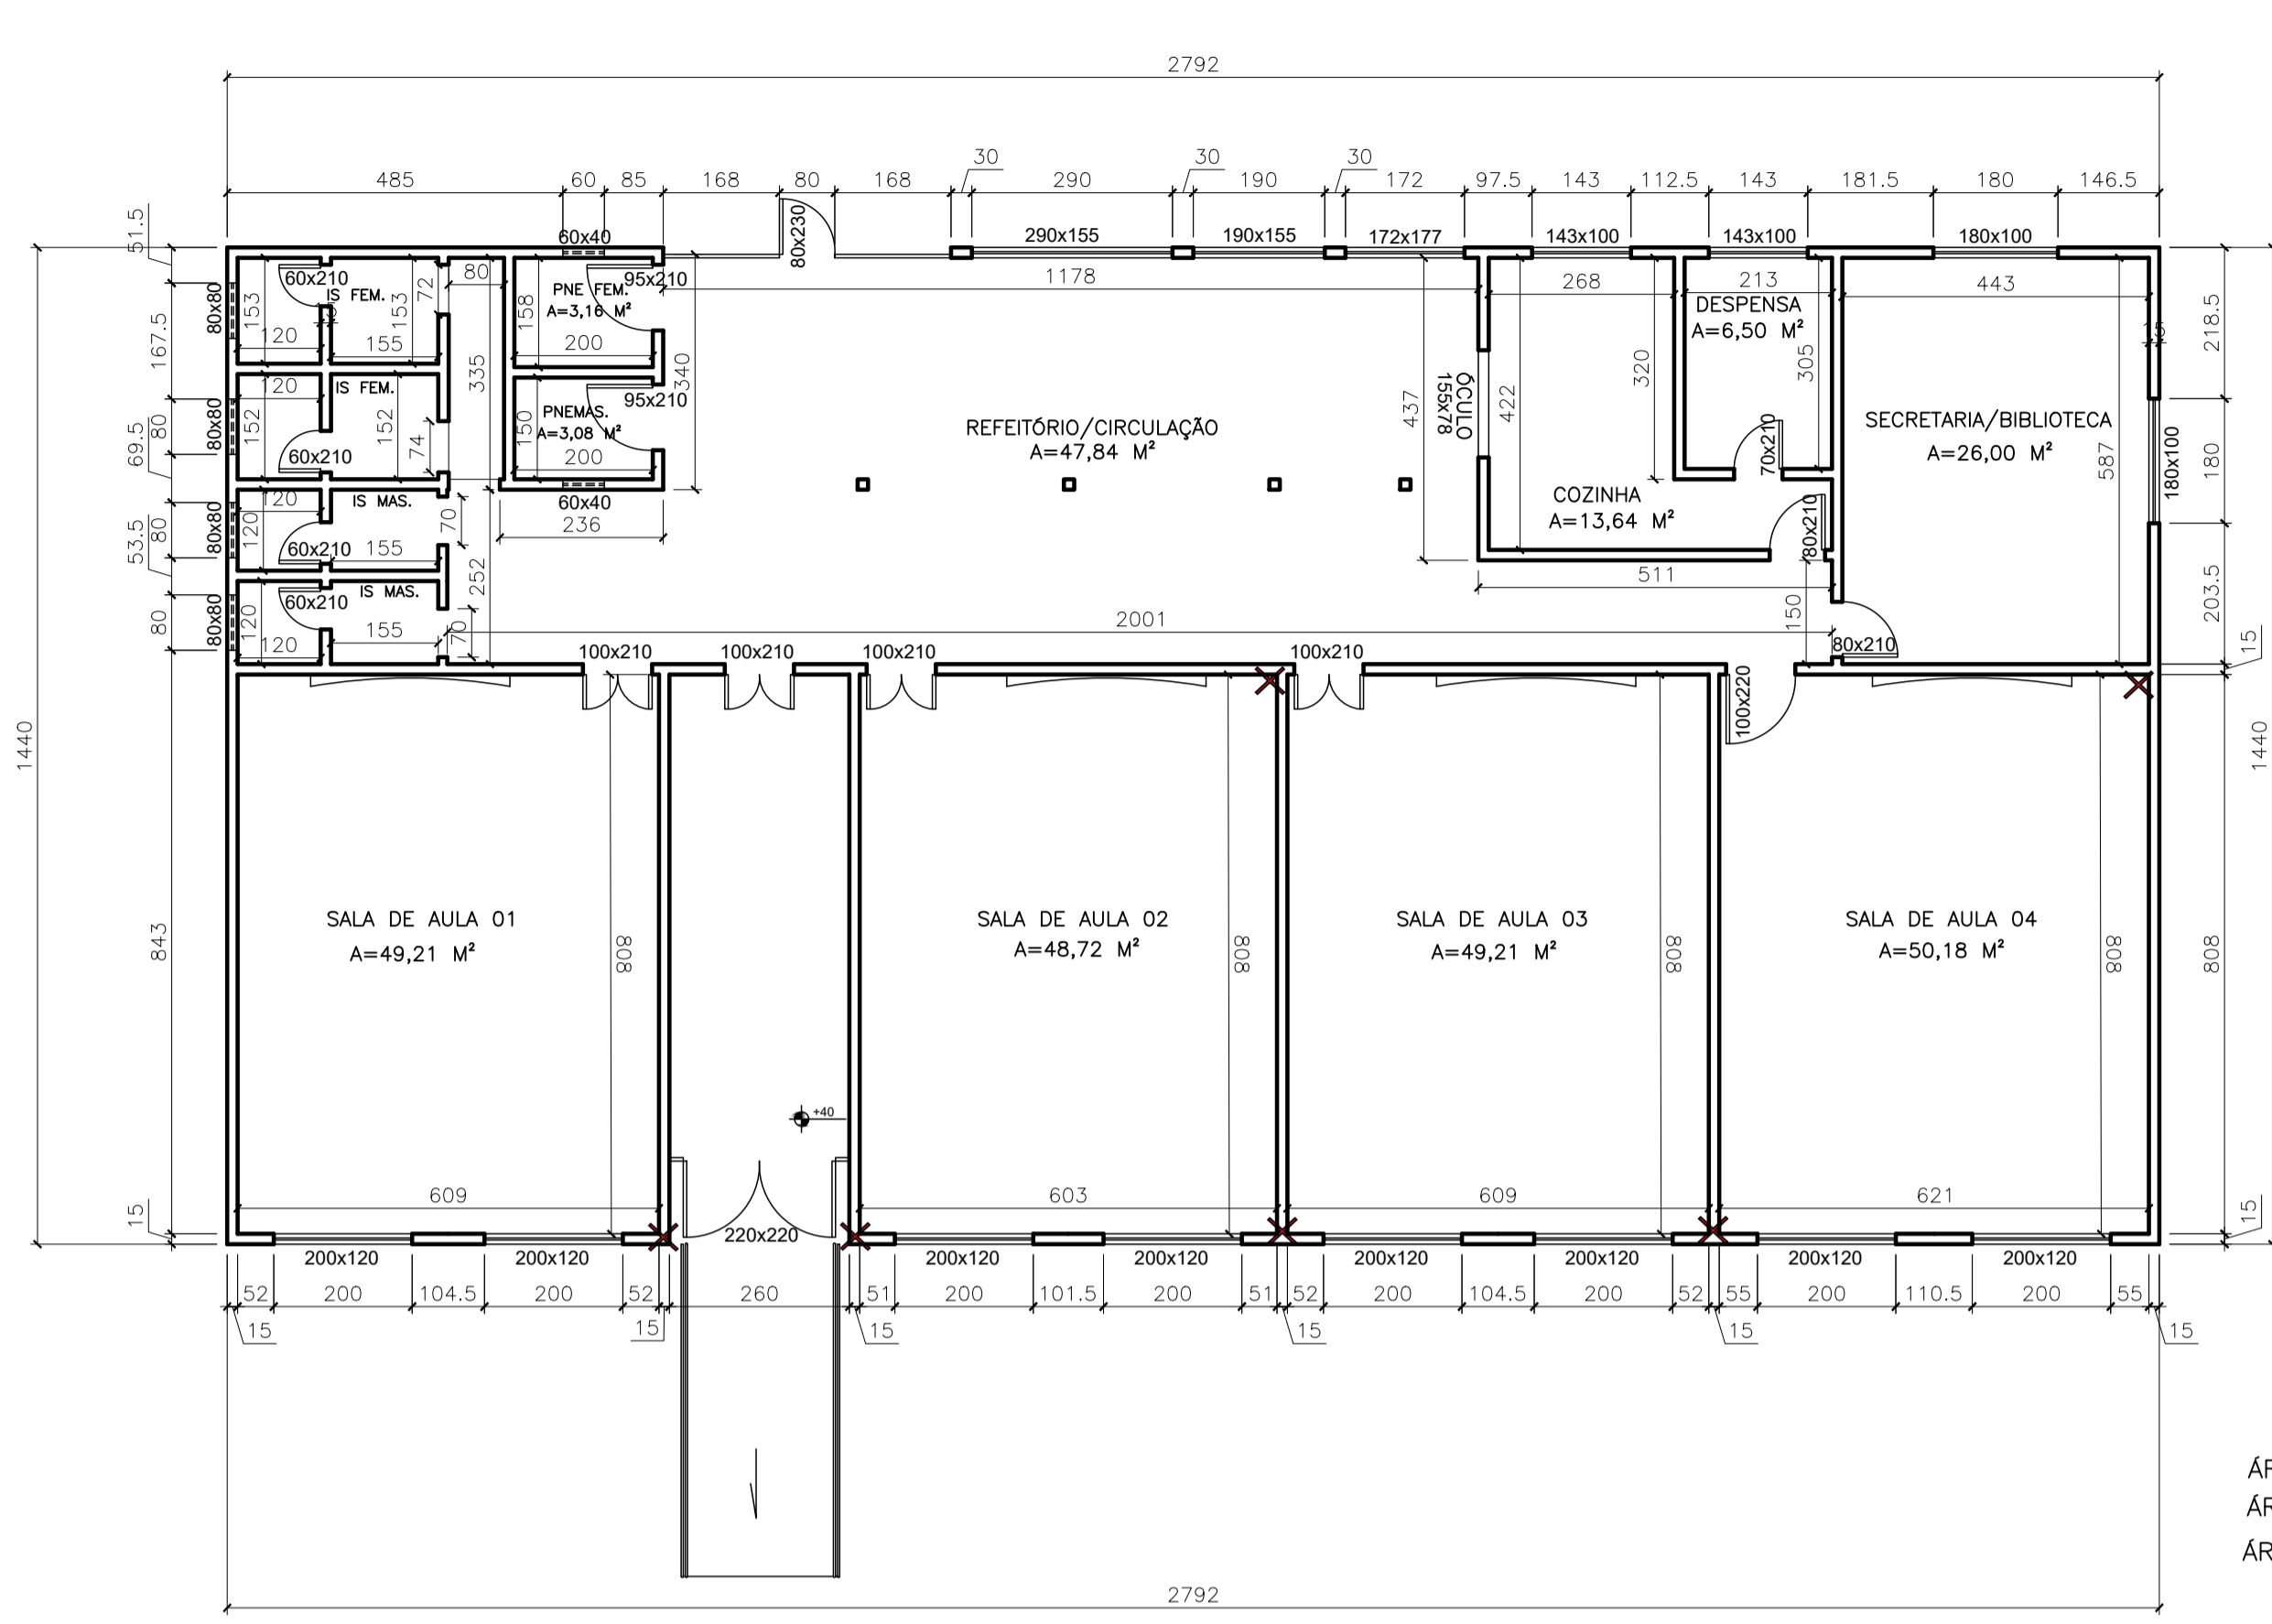 2792
30
30
30
485
60
85
168
80
168
290
190
172
97.5
143
112.5
143
181.5
180
146.5
51.5
60x40
80x230
290x155
190x155
172x177
143x100
143x100
180x100
60x210
IS FEM.
80
PNE FEM.
A=3,16 M²
95x210
1178
268
213
443
DESPENSA
A=6,50 M²
15
80x80
153
15
153
72
158
120
155
200
167.5
218.5
335
340
320
305
120
IS FEM.
95x210
ÓCULO
155x78
437
422
80x80
152
152
74
60x210
PNEMAS.
A=3,08 M²
150
200
REFEITÓRIO/CIRCULAÇÃO
A=47,84 M²
70x210
SECRETARIA/BIBLIOTECA
A=26,00 M²
587
180x100
180
80
69.5
120
IS MAS.
60x40
236
COZINHA
A=13,64 M²
80x210
80x80
120
70
80
53.5
60x210
155
252
511
IS MAS.
60x210
80x80
120
80
155
70
120
2001
150
203.5
80x210
15
100x210
100x210
100x210
100x210
100x220
1440
1440
843
808
SALA DE AULA 01
A=49,21 M²
808
SALA DE AULA 02
A=48,72 M²
808
SALA DE AULA 03
A=49,21 M²
808
SALA DE AULA 04
A=50,18 M²
808
+40
609
603
609
621
15
15
220x220
200x120
200x120
200x120
200x120
200x120
200x120
200x120
200x120
52
200
104.5
200
52
260
51
200
101.5
200
51
52
200
104.5
200
52
55
200
110.5
200
55
15
15
15
15
15
15
ÁR
ÁR
2792